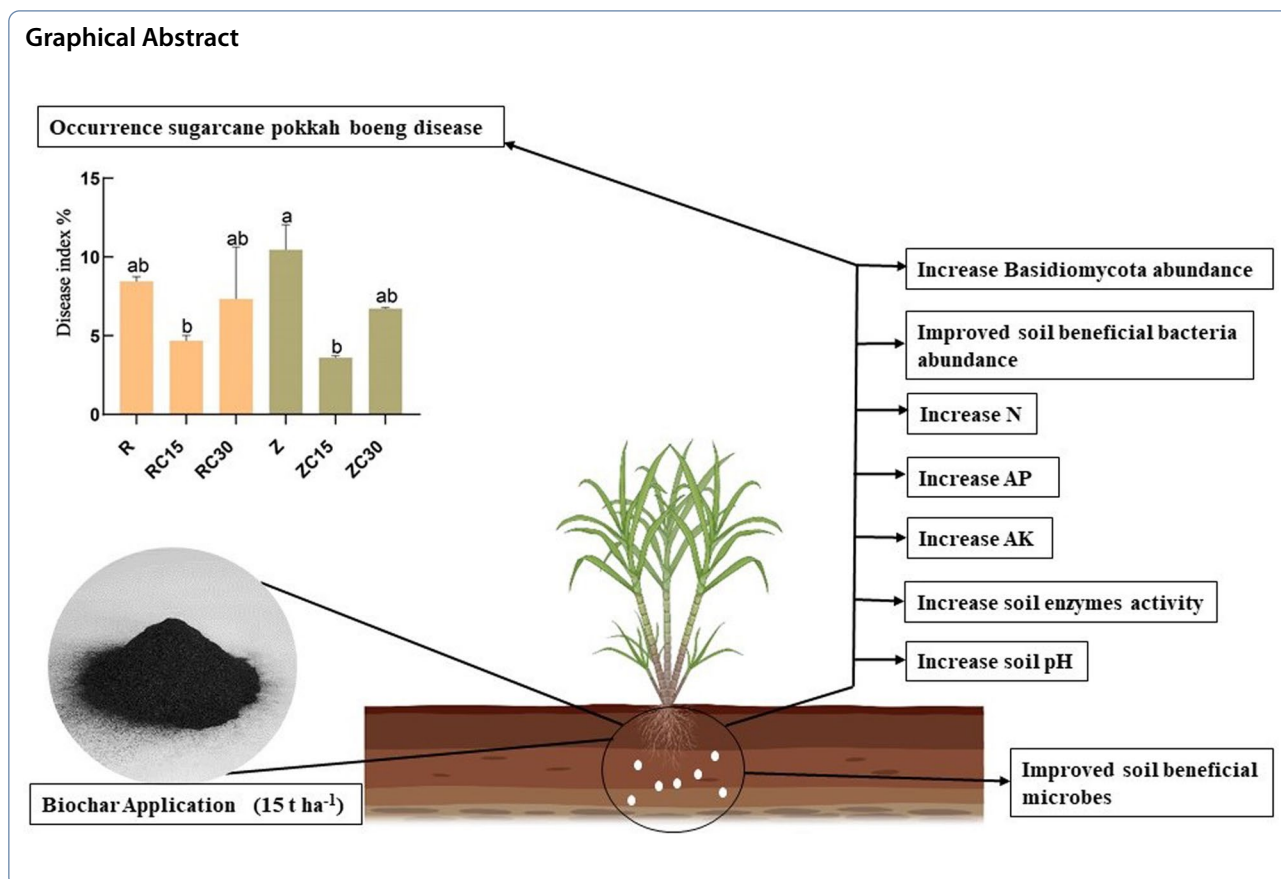 Graphical Abstract
Occurrence sugarcane pokkah boeng disease
15
10
5
0
Disease index %
ab
b
ab
a
b
ab
R
RC15
RC30
Z
ZC15
ZC30
Increase Basidiomycota abundance
Improved soil beneficial bacteria
abundance
Increase N
Increase AP
Increase AK
Increase soil enzymes activity
Increase soil pH
Biochar Application (15 t ha-1)
Improved soil beneficial
microbes